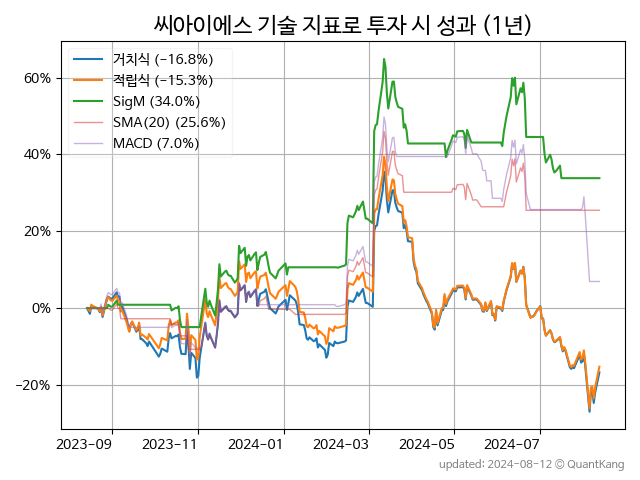 씨아이에스 기술 지표로 투자 시 성과 (1년)
거치식 (-16.8%)
적립식 (-15.3%)
SigM (34.0%)
SMA(20) (25.6%)
MACD (7.0%)
60%
40%
20%
0%
-20%
2023-09 2023-11 2024-01 2024-03 2024-05 2024-07
updated: 2024-08-12 © QuantKang